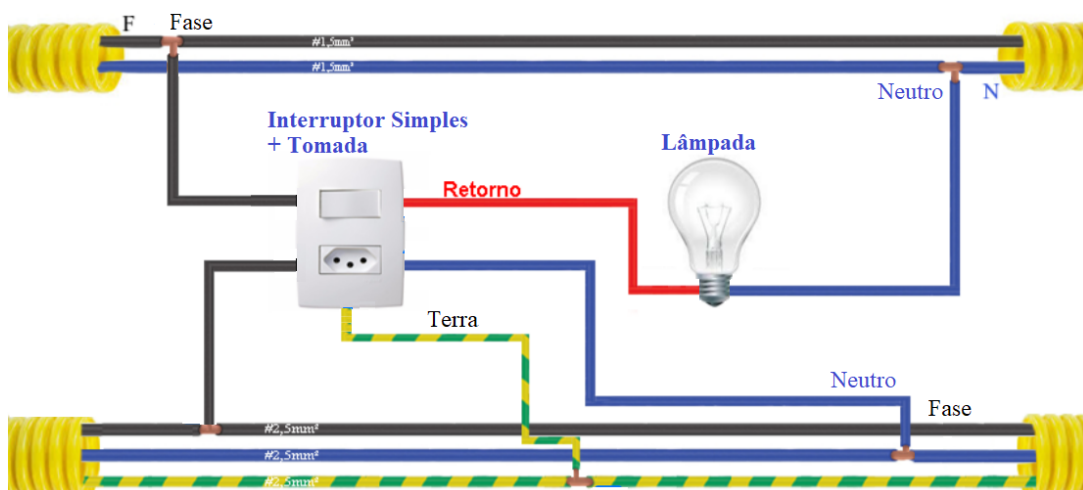 F Fase
#1,5mm²
#1,5mm²
Neutro N
Interruptor Simples
+ Tomada
Lâmpada
Retorno
Terra
Neutro
Fase
#2,5mm²
#2,5mm²
#2,5mm²